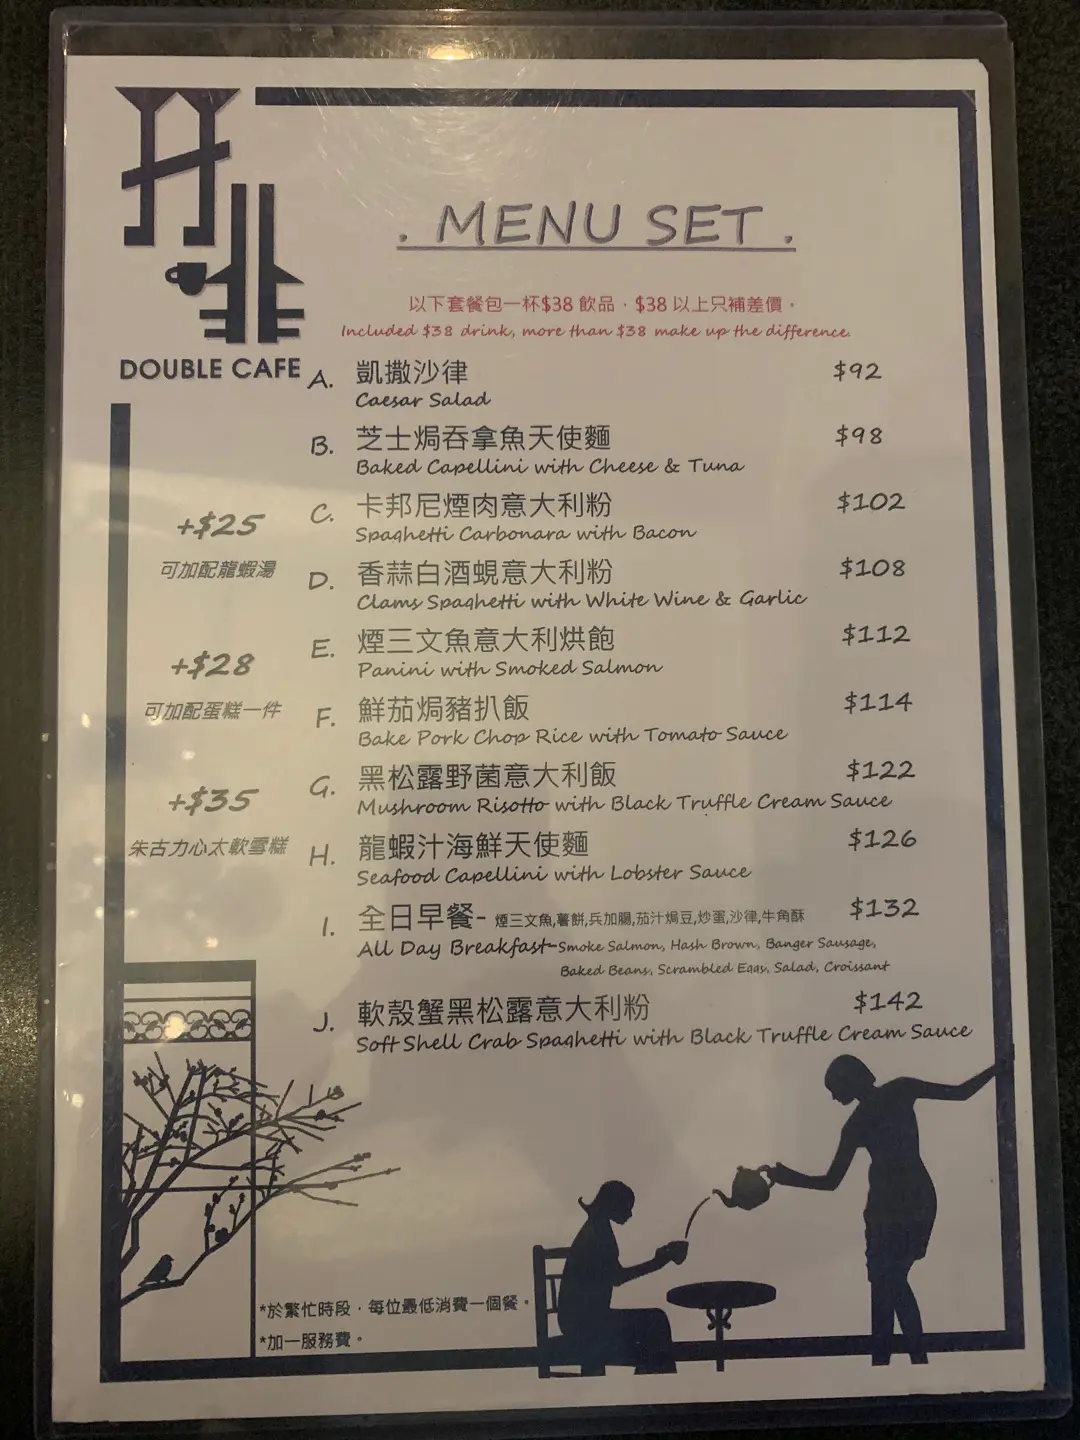 DOUBLE CAFE
. MENU SET .
以下套餐包一杯$38 飲品，$38 以上只補差價。
Included $38 drink, more than $38 make up the difference.
A. 凱撒沙律 $92
Caesar Salad
B. 芝士焗吞拿魚天使麵 $98
Baked Capellini with Cheese & Tuna
C. 卡邦尼煙肉意大利粉 $102
Spaghetti Carbonara with Bacon
D. 香蒜白酒蜆意大利粉 $108
Clams Spaghetti with White Wine & Garlic
E. 煙三文魚意大利烘飽 $112
Panini with Smoked Salmon
F. 鮮茄焗豬扒飯 $114
Bake Pork Chop Rice with Tomato Sauce
G. 黑松露野菌意大利飯 $122
Mushroom Risotto with Black Truffle Cream Sauce
H. 龍蝦汁海鮮天使麵 $126
Seafood Capellini with Lobster Sauce
I. 全日早餐- 煙三文魚,薯餅,兵加腸,茄汁焗豆,炒蛋,沙律,牛角酥 $132
All Day Breakfast-Smoke Salmon, Hash Brown, Banger Sausage,
Baked Beans, Scrambled Eggs, Salad, Croissant
J. 軟殼蟹黑松露意大利粉 $142
Soft Shell Crab Spaghetti with Black Truffle Cream Sauce
+$25
可加配龍蝦湯
+$28
可加配蛋糕一件
+$35
朱古力心太軟雪糕
*於繁忙時段，每位最低消費一個餐。
*加一服務費。